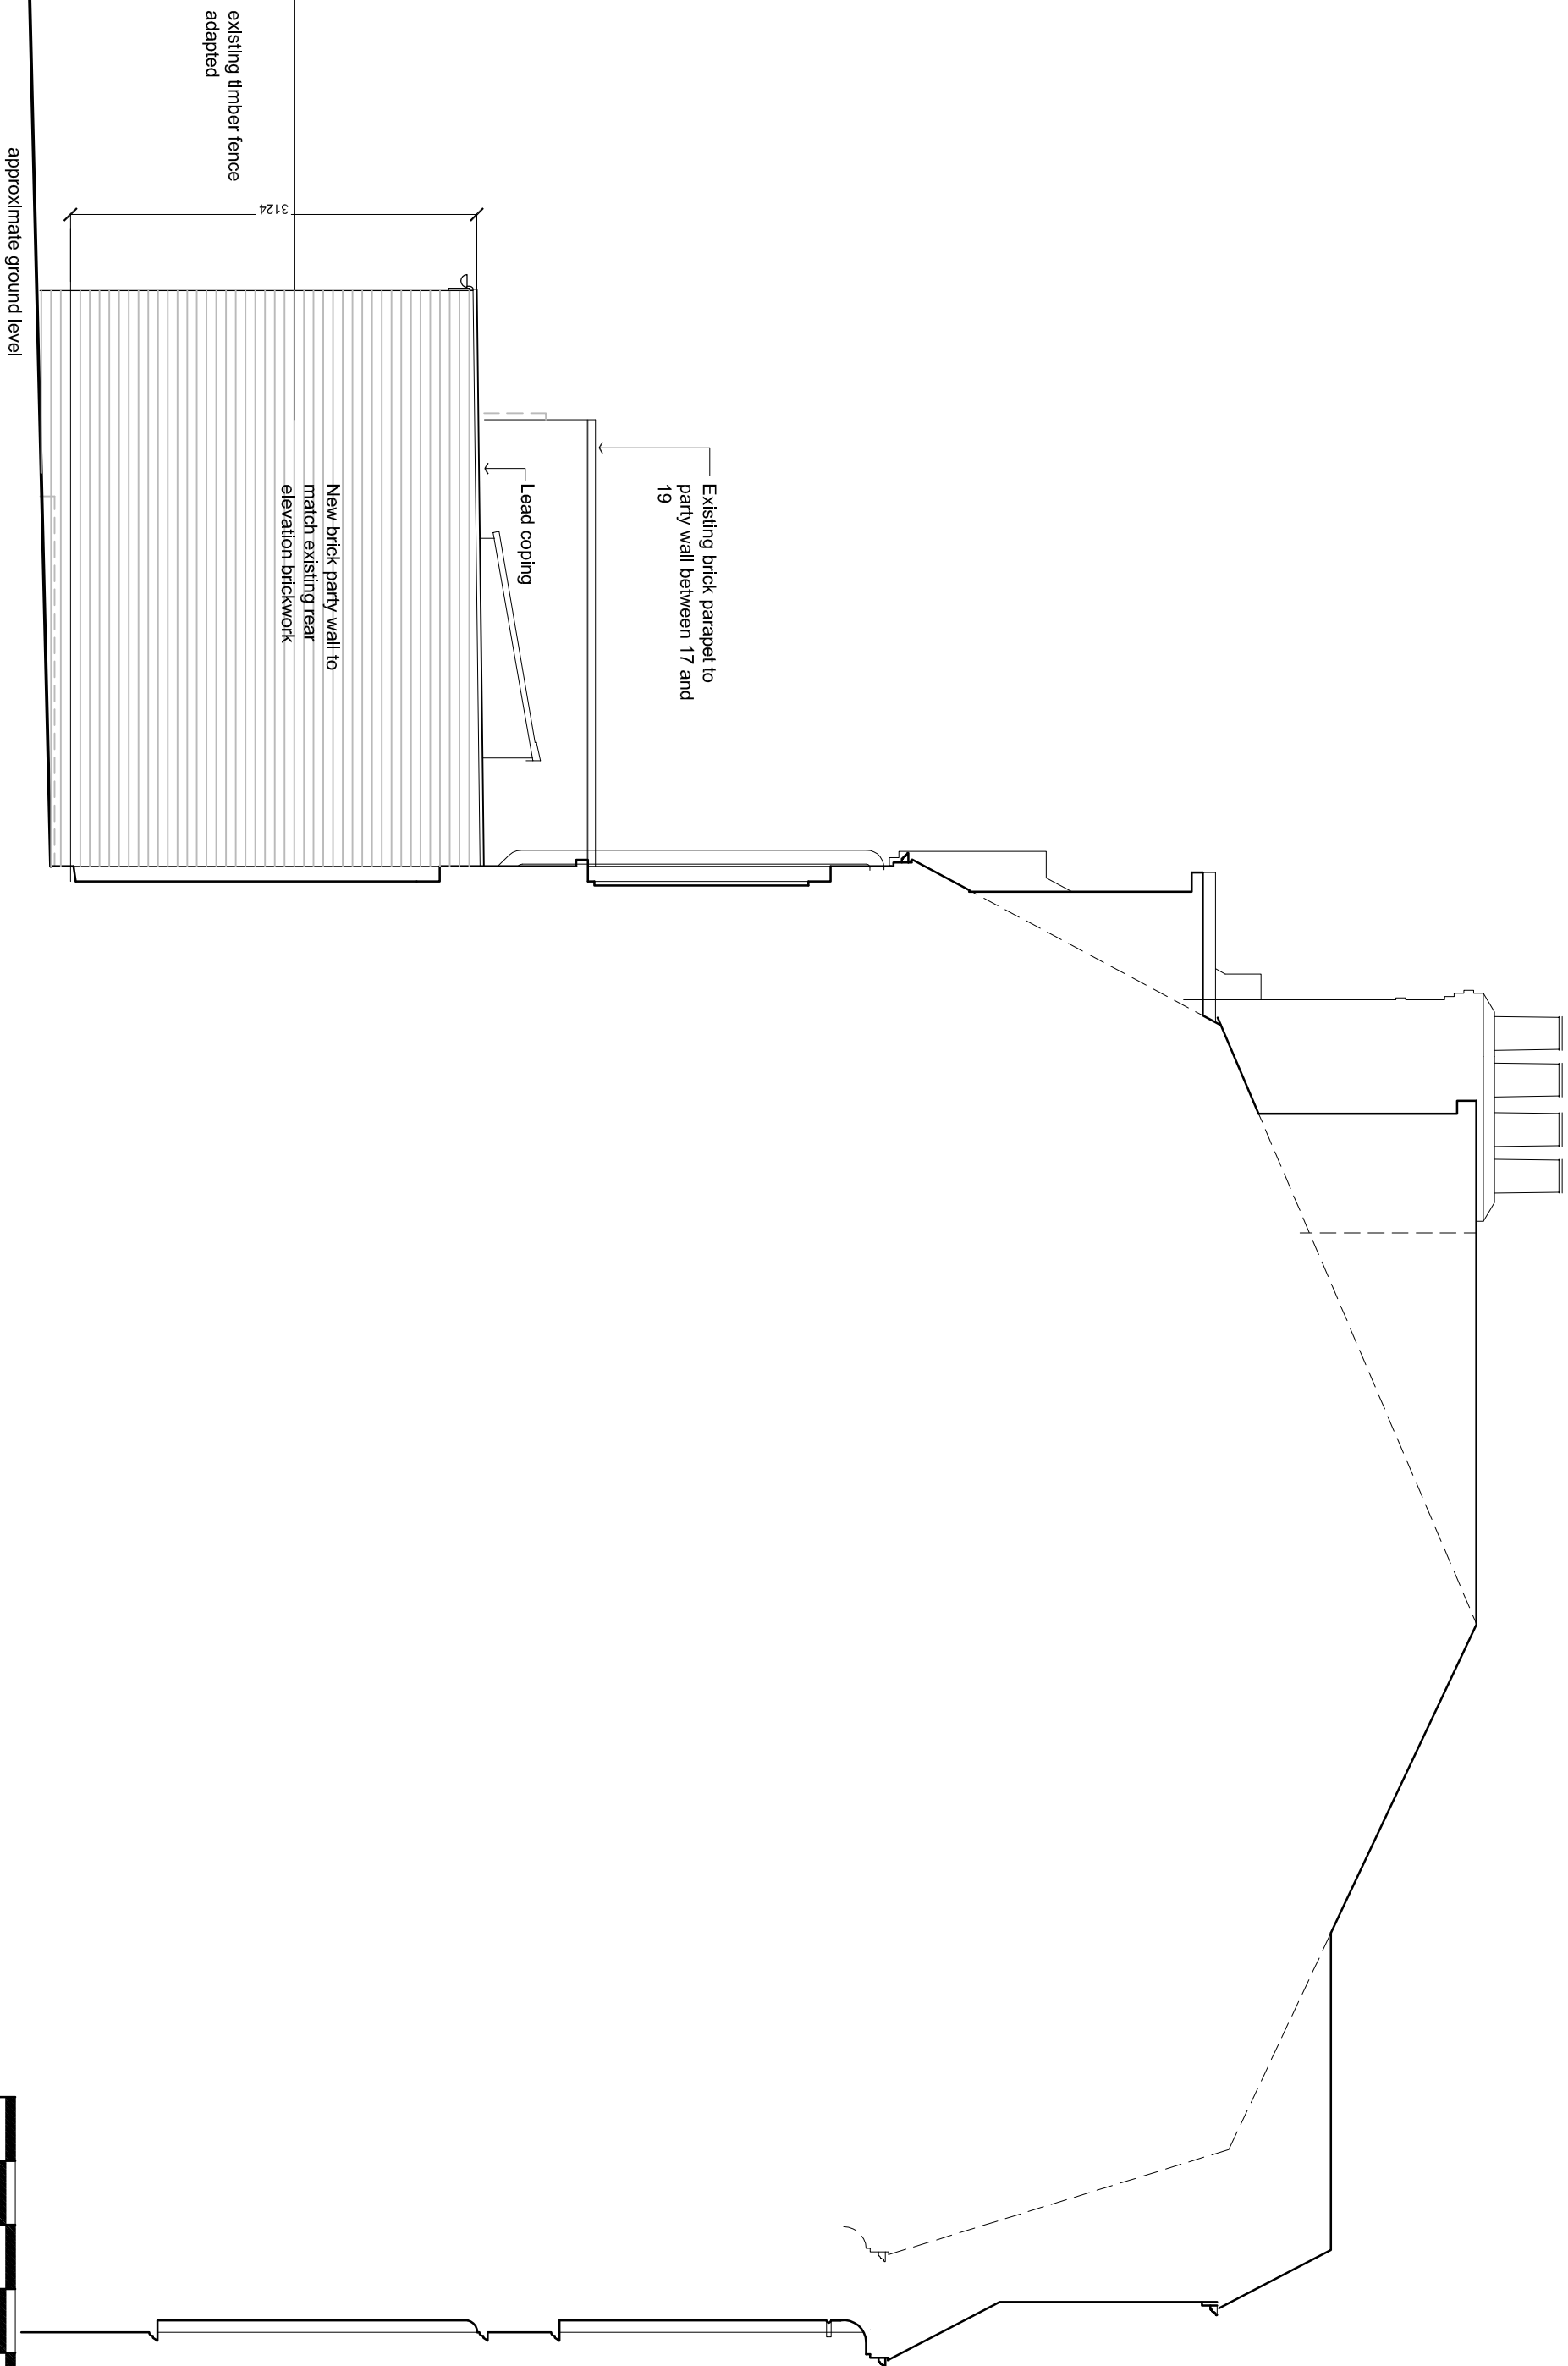 existing timber fence
adapted
approximate ground level
3124
Existing brick parapet to
party wall between 17 and
19
Lead coping
New brick party wall to
match existing rear
elevation brickwork